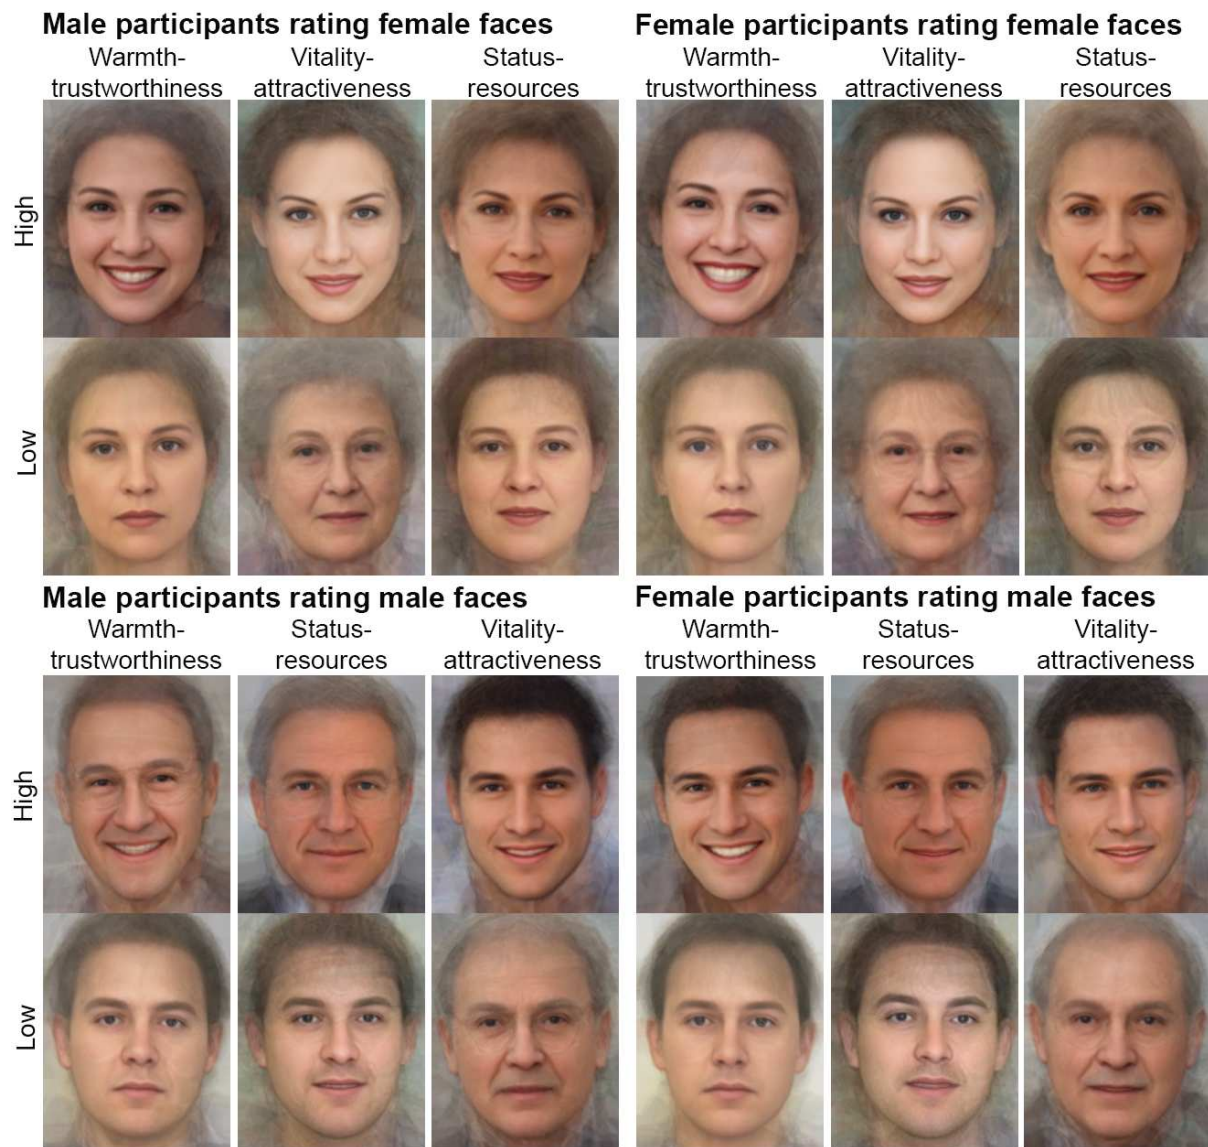 Male participants rating female faces
Female participants rating female faces
Warmth-
trustworthiness
Vitality-
attractiveness
Status-
resources
Warmth-
trustworthiness
Vitality-
attractiveness
Status-
resources
High
Low
Male participants rating male faces
Female participants rating male faces
Warmth-
trustworthiness
Status-
resources
Vitality-
attractiveness
Warmth-
trustworthiness
Status-
resources
Vitality-
attractiveness
High
Low